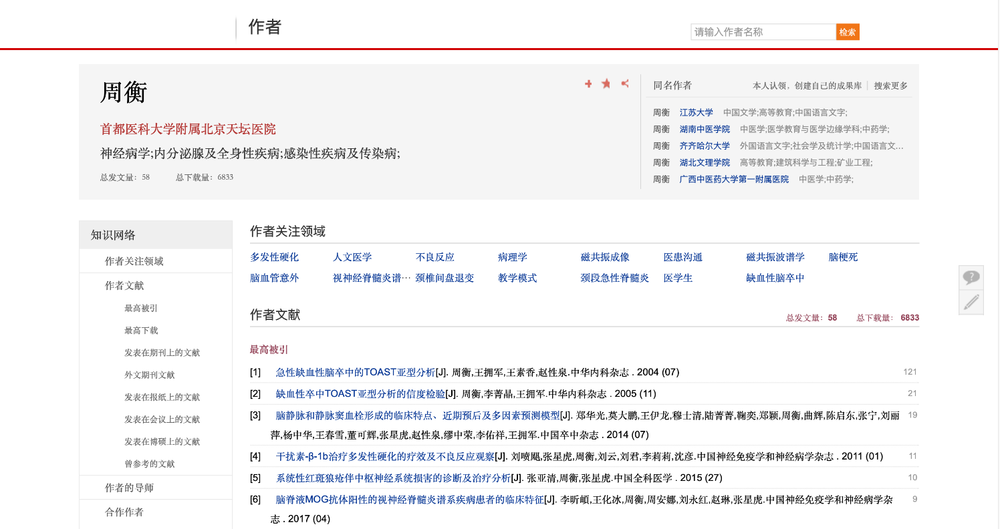 作者
请输入作者名称
检索
周衡
首都医科大学附属北京天坛医院
神经病学;内分泌腺及全身性疾病;感染性疾病及传染病;
总发文量：58 总下载量：6833
同名作者 本人认领，创建自己的成果库 搜索更多
周衡 江苏大学 中国文学;高等教育;中国语言文字;
周衡 湖南中医学院 中医学;医学教育与医学边缘学科;中药学;
周衡 齐齐哈尔大学 外国语言文字;社会学及统计学;中国语言文...
周衡 湖北文理学院 高等教育;建筑科学与工程;矿业工程;
周衡 广西中医药大学第一附属医院 中医学;中药学;
知识网络
作者关注领域
作者文献
最高被引
最高下载
发表在期刊上的文献
外文期刊文献
发表在报纸上的文献
发表在会议上的文献
发表在博硕上的文献
曾参考的文献
作者的导师
合作作者
作者关注领域
多发性硬化 人文医学 不良反应 病理学 磁共振成像 医患沟通 磁共振波谱学 脑梗死
脑血管意外 视神经脊髓炎谱… 颈椎间盘退变 教学模式 颈段急性脊髓炎 医学生 缺血性脑卒中
作者文献 总发文量：58 总下载量：6833
最高被引
[1] 急性缺血性脑卒中的TOAST亚型分析[J]. 周衡,王拥军,王素香,赵性泉.中华内科杂志 . 2004 (07) 121
[2] 缺血性卒中TOAST亚型分析的信度检验[J]. 周衡,李菁晶,王拥军.中华内科杂志 . 2005 (11) 21
[3] 脑静脉和静脉窦血栓形成的临床特点、近期预后及多因素预测模型[J]. 郑华光,莫大鹏,王伊龙,穆士清,陆菁菁,鞠奕,郑颖,周衡,曲辉,陈启东,张宁,刘丽 19
萍,杨中华,王春雪,董可辉,张星虎,赵性泉,缪中荣,李佑祥,王拥军.中国卒中杂志 . 2014 (07)
[4] 干扰素-β-1b治疗多发性硬化的疗效及不良反应观察[J]. 刘喷飓,张星虎,周衡,刘云,刘君,李莉莉,沈彦.中国神经免疫学和神经病学杂志 . 2011 (01) 11
[5] 系统性红斑狼疮伴中枢神经系统损害的诊断及治疗分析[J]. 张亚清,周衡,张星虎.中国全科医学 . 2015 (27) 10
[6] 脑脊液MOG抗体阳性的视神经脊髓炎谱系疾病患者的临床特征[J]. 李昕頔,王化冰,周衡,周安娜,刘永红,赵琳,张星虎.中国神经免疫学和神经病学杂 9
志 . 2017 (04)